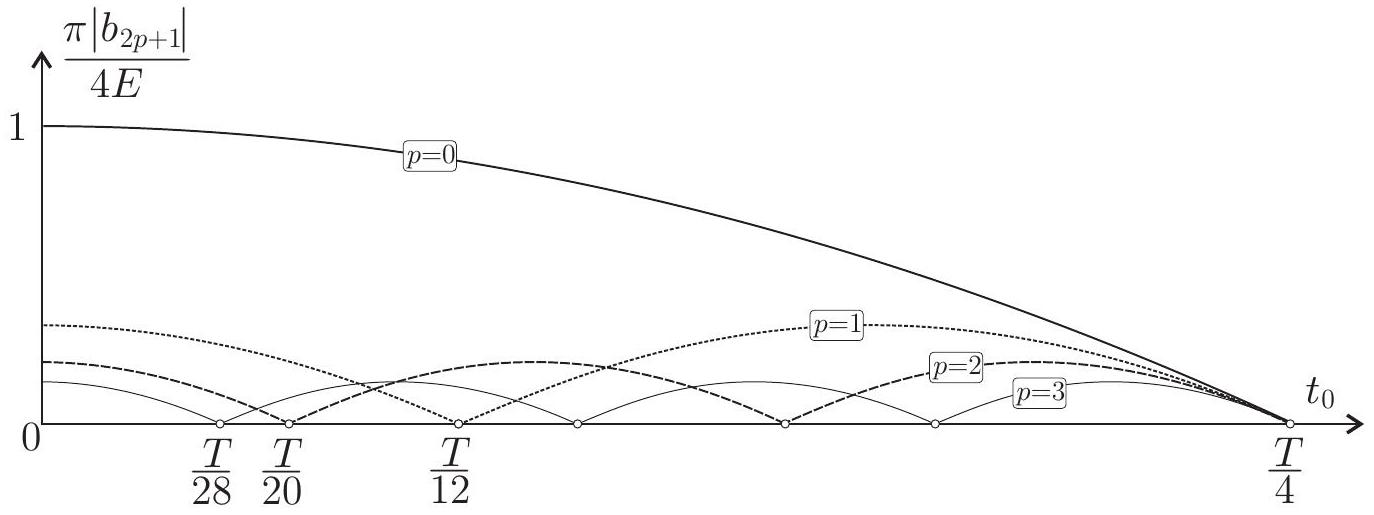 π|b_{2p+1}|
4E
1
p=0
p=1
p=2
p=3
t_0
0
T/28
T/20
T/12
T/4